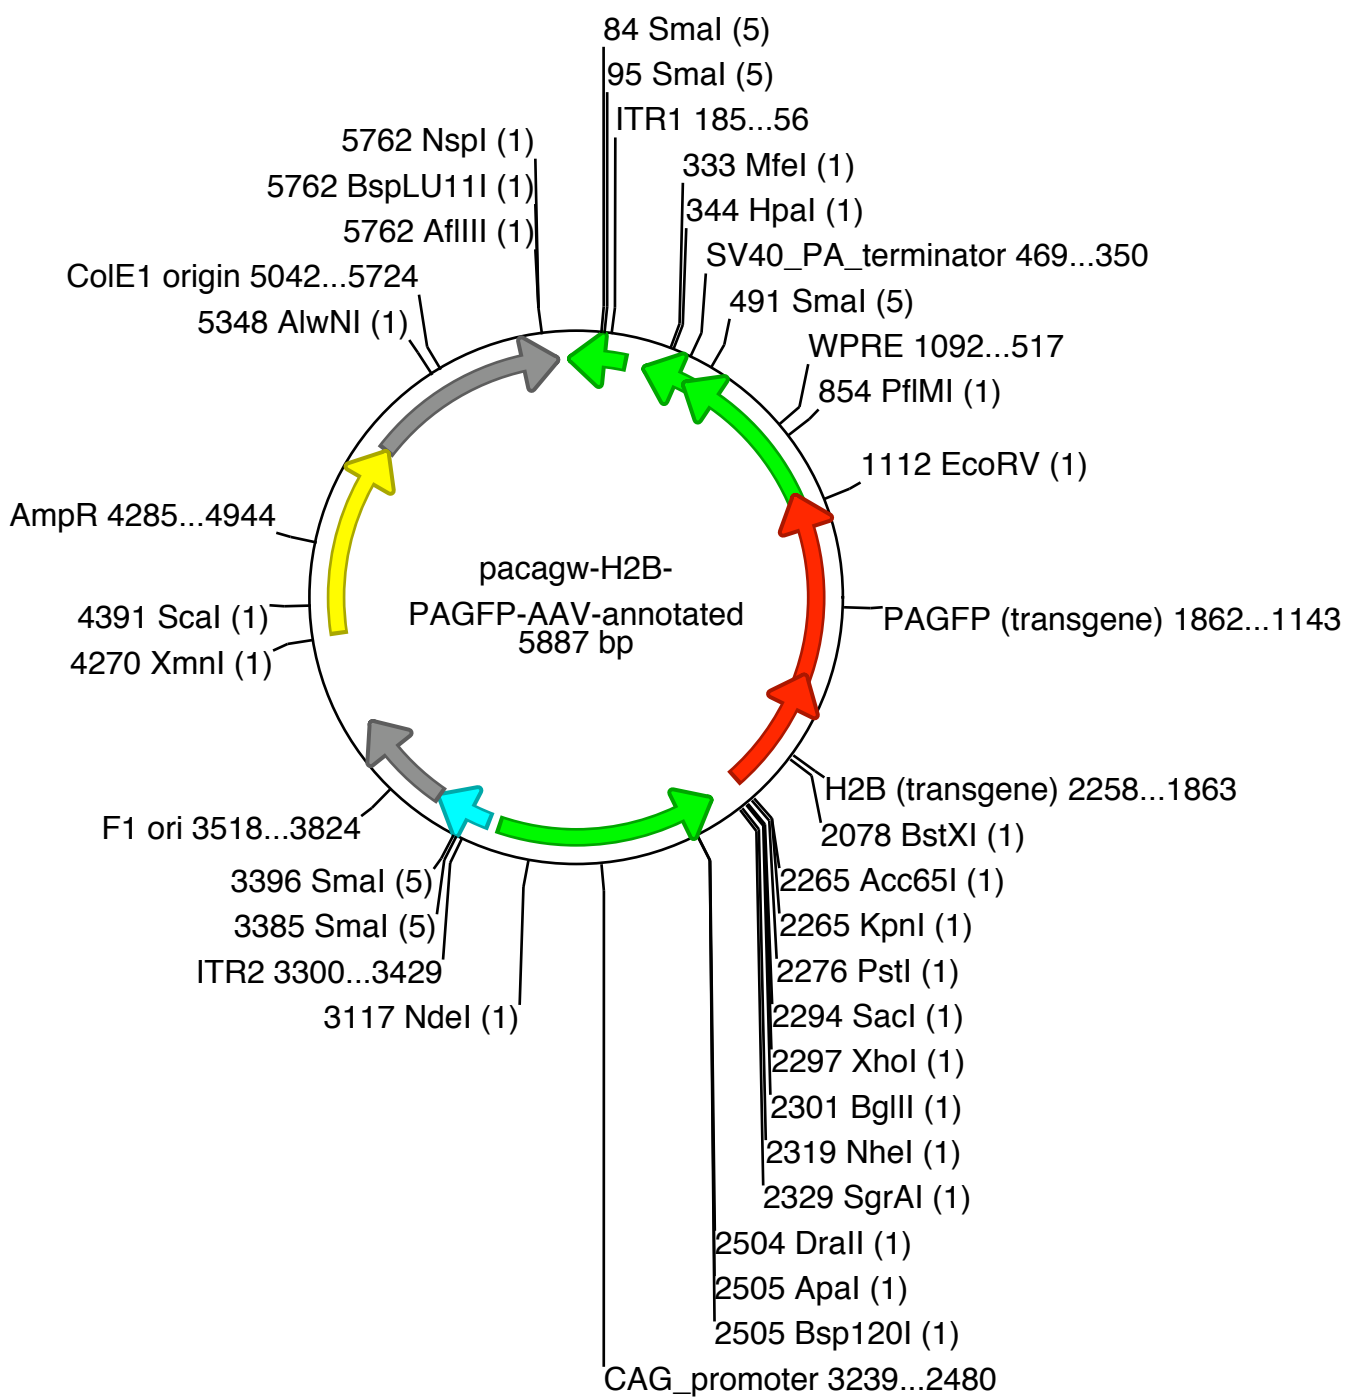 84 SmaI (5)
95 SmaI (5)
ITR1 185...56
5762 NspI (1)
333 MfeI (1)
5762 BspLU11I (1)
344 HpaI (1)
5762 AflIII (1)
SV40_PA_terminator 469...350
ColE1 origin 5042...5724
491 SmaI (5)
5348 AlwNI (1)
WPRE 1092...517
854 PflMI (1)
1112 EcoRV (1)
AmpR 4285...4944
pacagw-H2B-
PAGFP-AAV-annotated
5887 bp
4391 ScaI (1)
PAGFP (transgene) 1862...1143
4270 XmnI (1)
H2B (transgene) 2258...1863
F1 ori 3518...3824
2078 BstXI (1)
3396 SmaI (5)
2265 Acc65I (1)
3385 SmaI (5)
2265 KpnI (1)
ITR2 3300...3429
2276 PstI (1)
3117 NdeI (1)
2294 SacI (1)
2297 XhoI (1)
2301 BglII (1)
2319 NheI (1)
2329 SgrAI (1)
2504 DraII (1)
2505 ApaI (1)
2505 Bsp120I (1)
CAG_promoter 3239...2480